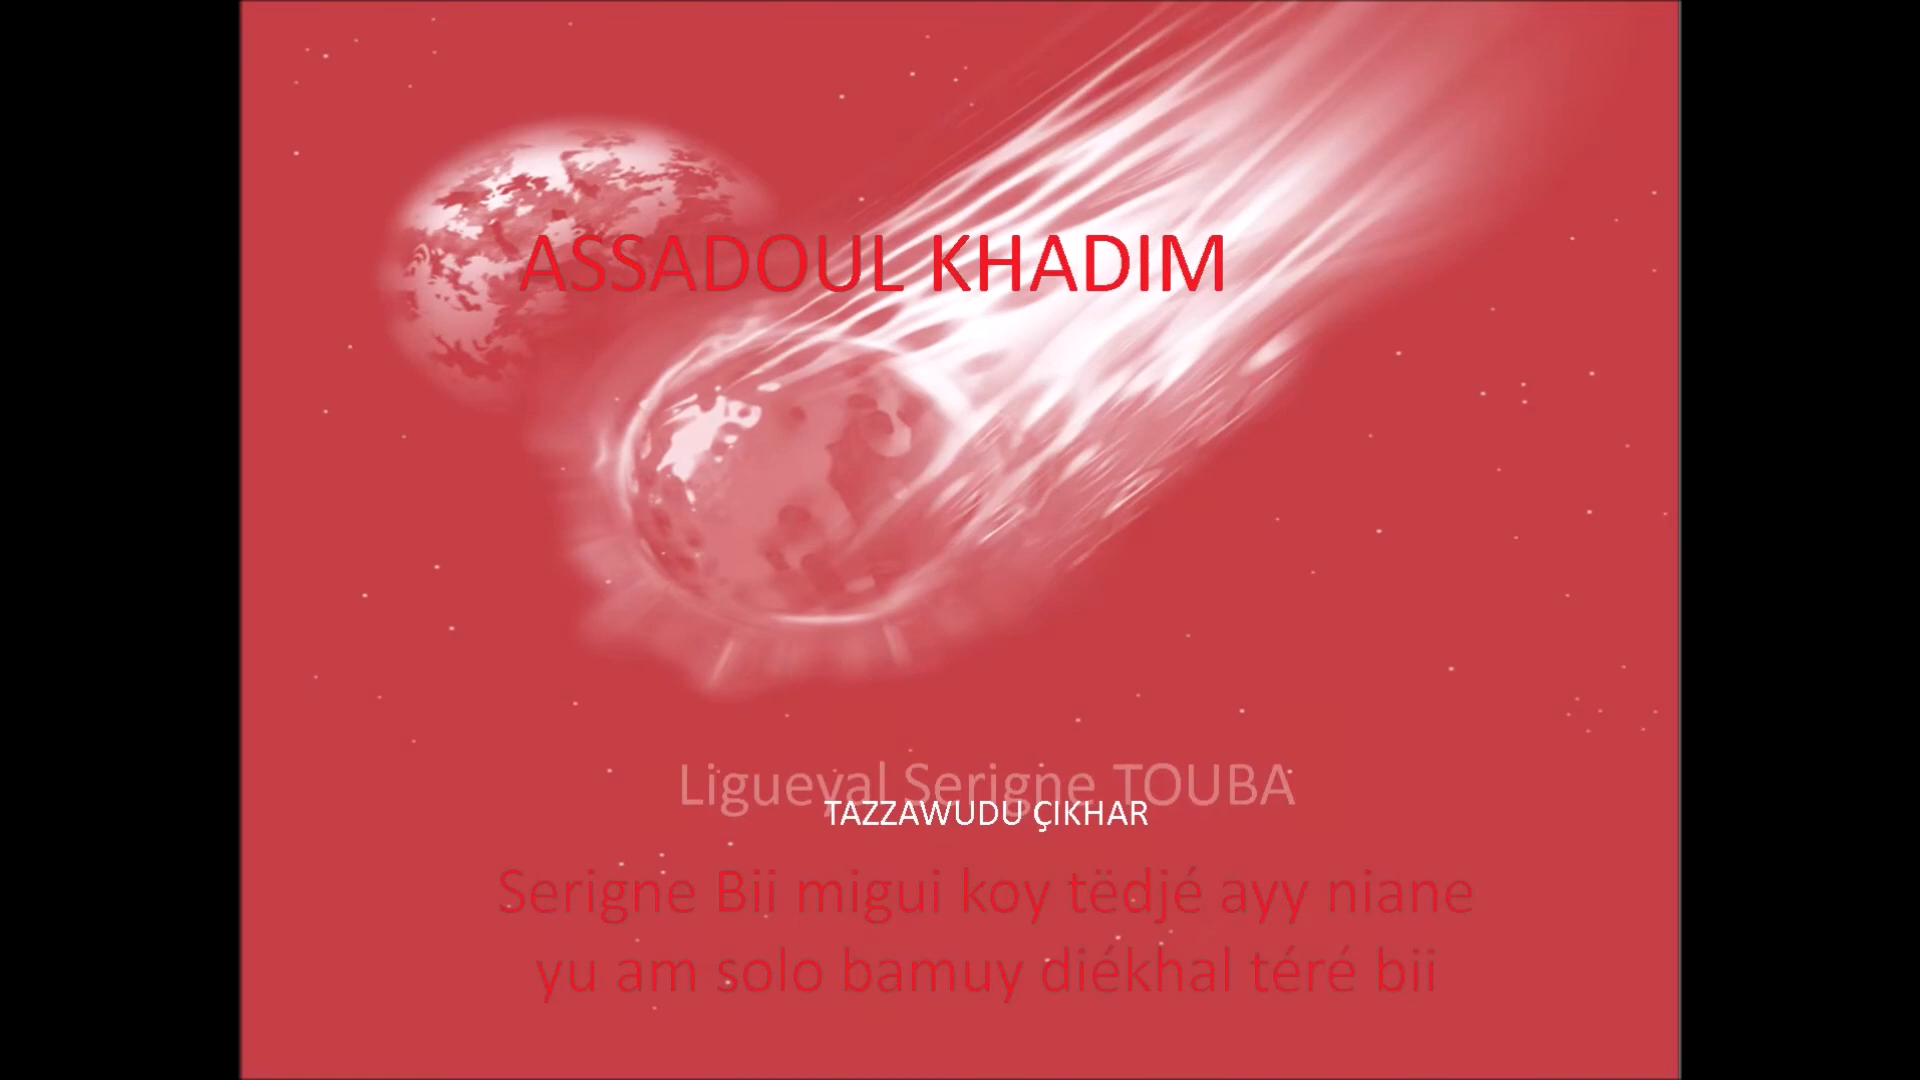 ASSADOUL KHADIM
Ligueyal Serigne TOUBA
TAZZAWUDU ÇIKHAR
Serigne Bii migui koy tëdjé ayy niane
yu am solo bamuy diékhal téré bii